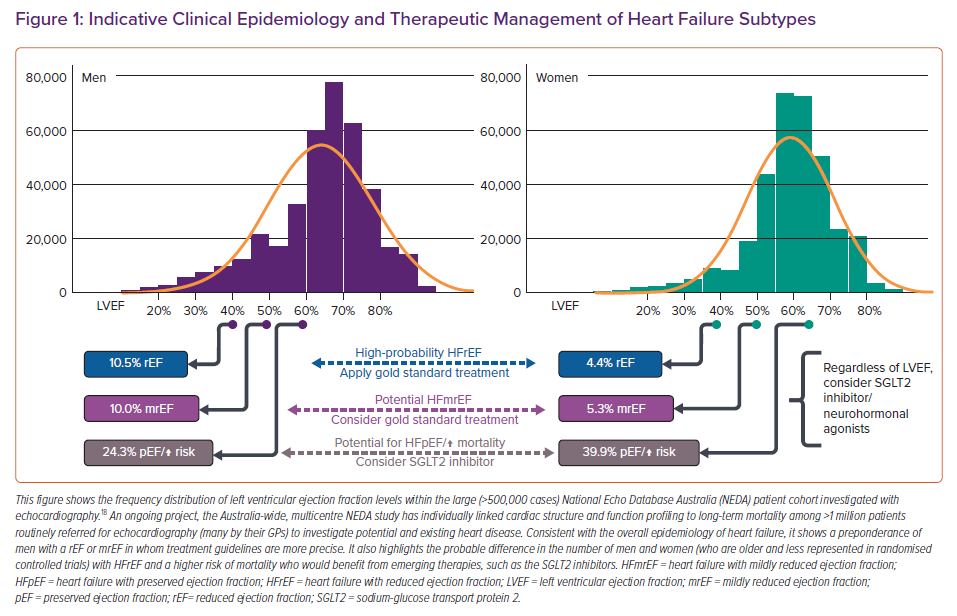 Figure 1: Indicative Clinical Epidemiology and Therapeutic Management of Heart Failure Subtypes
80,000
Men
60,000
40,000
20,000
0
LVEF
20% 30% 40% 50% 60% 70% 80%
80,000
Women
60,000
40,000
20,000
0
LVEF
20% 30% 40% 50% 60% 70% 80%
10.5% rEF
High-probability HFrEF
Apply gold standard treatment
4.4% rEF
10.0% mrEF
Potential HFmrEF
Consider gold standard treatment
5.3% mrEF
24.3% pEF/↑ risk
Potential for HFpEF/↑ mortality
Consider SGLT2 inhibitor
39.9% pEF/↑ risk
Regardless of LVEF,
consider SGLT2
inhibitor/
neurohormonal
agonists
This figure shows the frequency distribution of left ventricular ejection fraction levels within the large (>500,000 cases) National Echo Database Australia (NEDA) patient cohort investigated with
echocardiography.18 An ongoing project, the Australia-wide, multicentre NEDA study has individually linked cardiac structure and function profiling to long-term mortality among >1 million patients
routinely referred for echocardiography (many by their GPs) to investigate potential and existing heart disease. Consistent with the overall epidemiology of heart failure, it shows a preponderance of
men with a rEF or mrEF in whom treatment guidelines are more precise. It also highlights the probable difference in the number of men and women (who are older and less represented in randomised
controlled trials) with HFrEF and a higher risk of mortality who would benefit from emerging therapies, such as the SGLT2 inhibitors. HFmrEF = heart failure with mildly reduced ejection fraction;
HFpEF = heart failure with preserved ejection fraction; HFrEF = heart failure with reduced ejection fraction; LVEF = left ventricular ejection fraction; mrEF = mildly reduced ejection fraction;
pEF = preserved ejection fraction; rEF= reduced ejection fraction; SGLT2 = sodium-glucose transport protein 2.